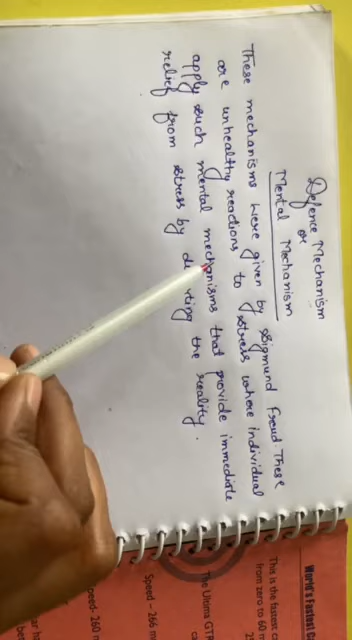 Defence Mechanism
or
Mental Mechanism
These mechanisms were given by Sigmund Freud. These
are unhealthy reactions to stress where individual
apply such mental mechanisms that provide immediate
relief from stress by the reality.
World's Fastest
This is the fastest
from zero to 60
The Ultima GTR
Speed – 266 m
Speed- 260 m